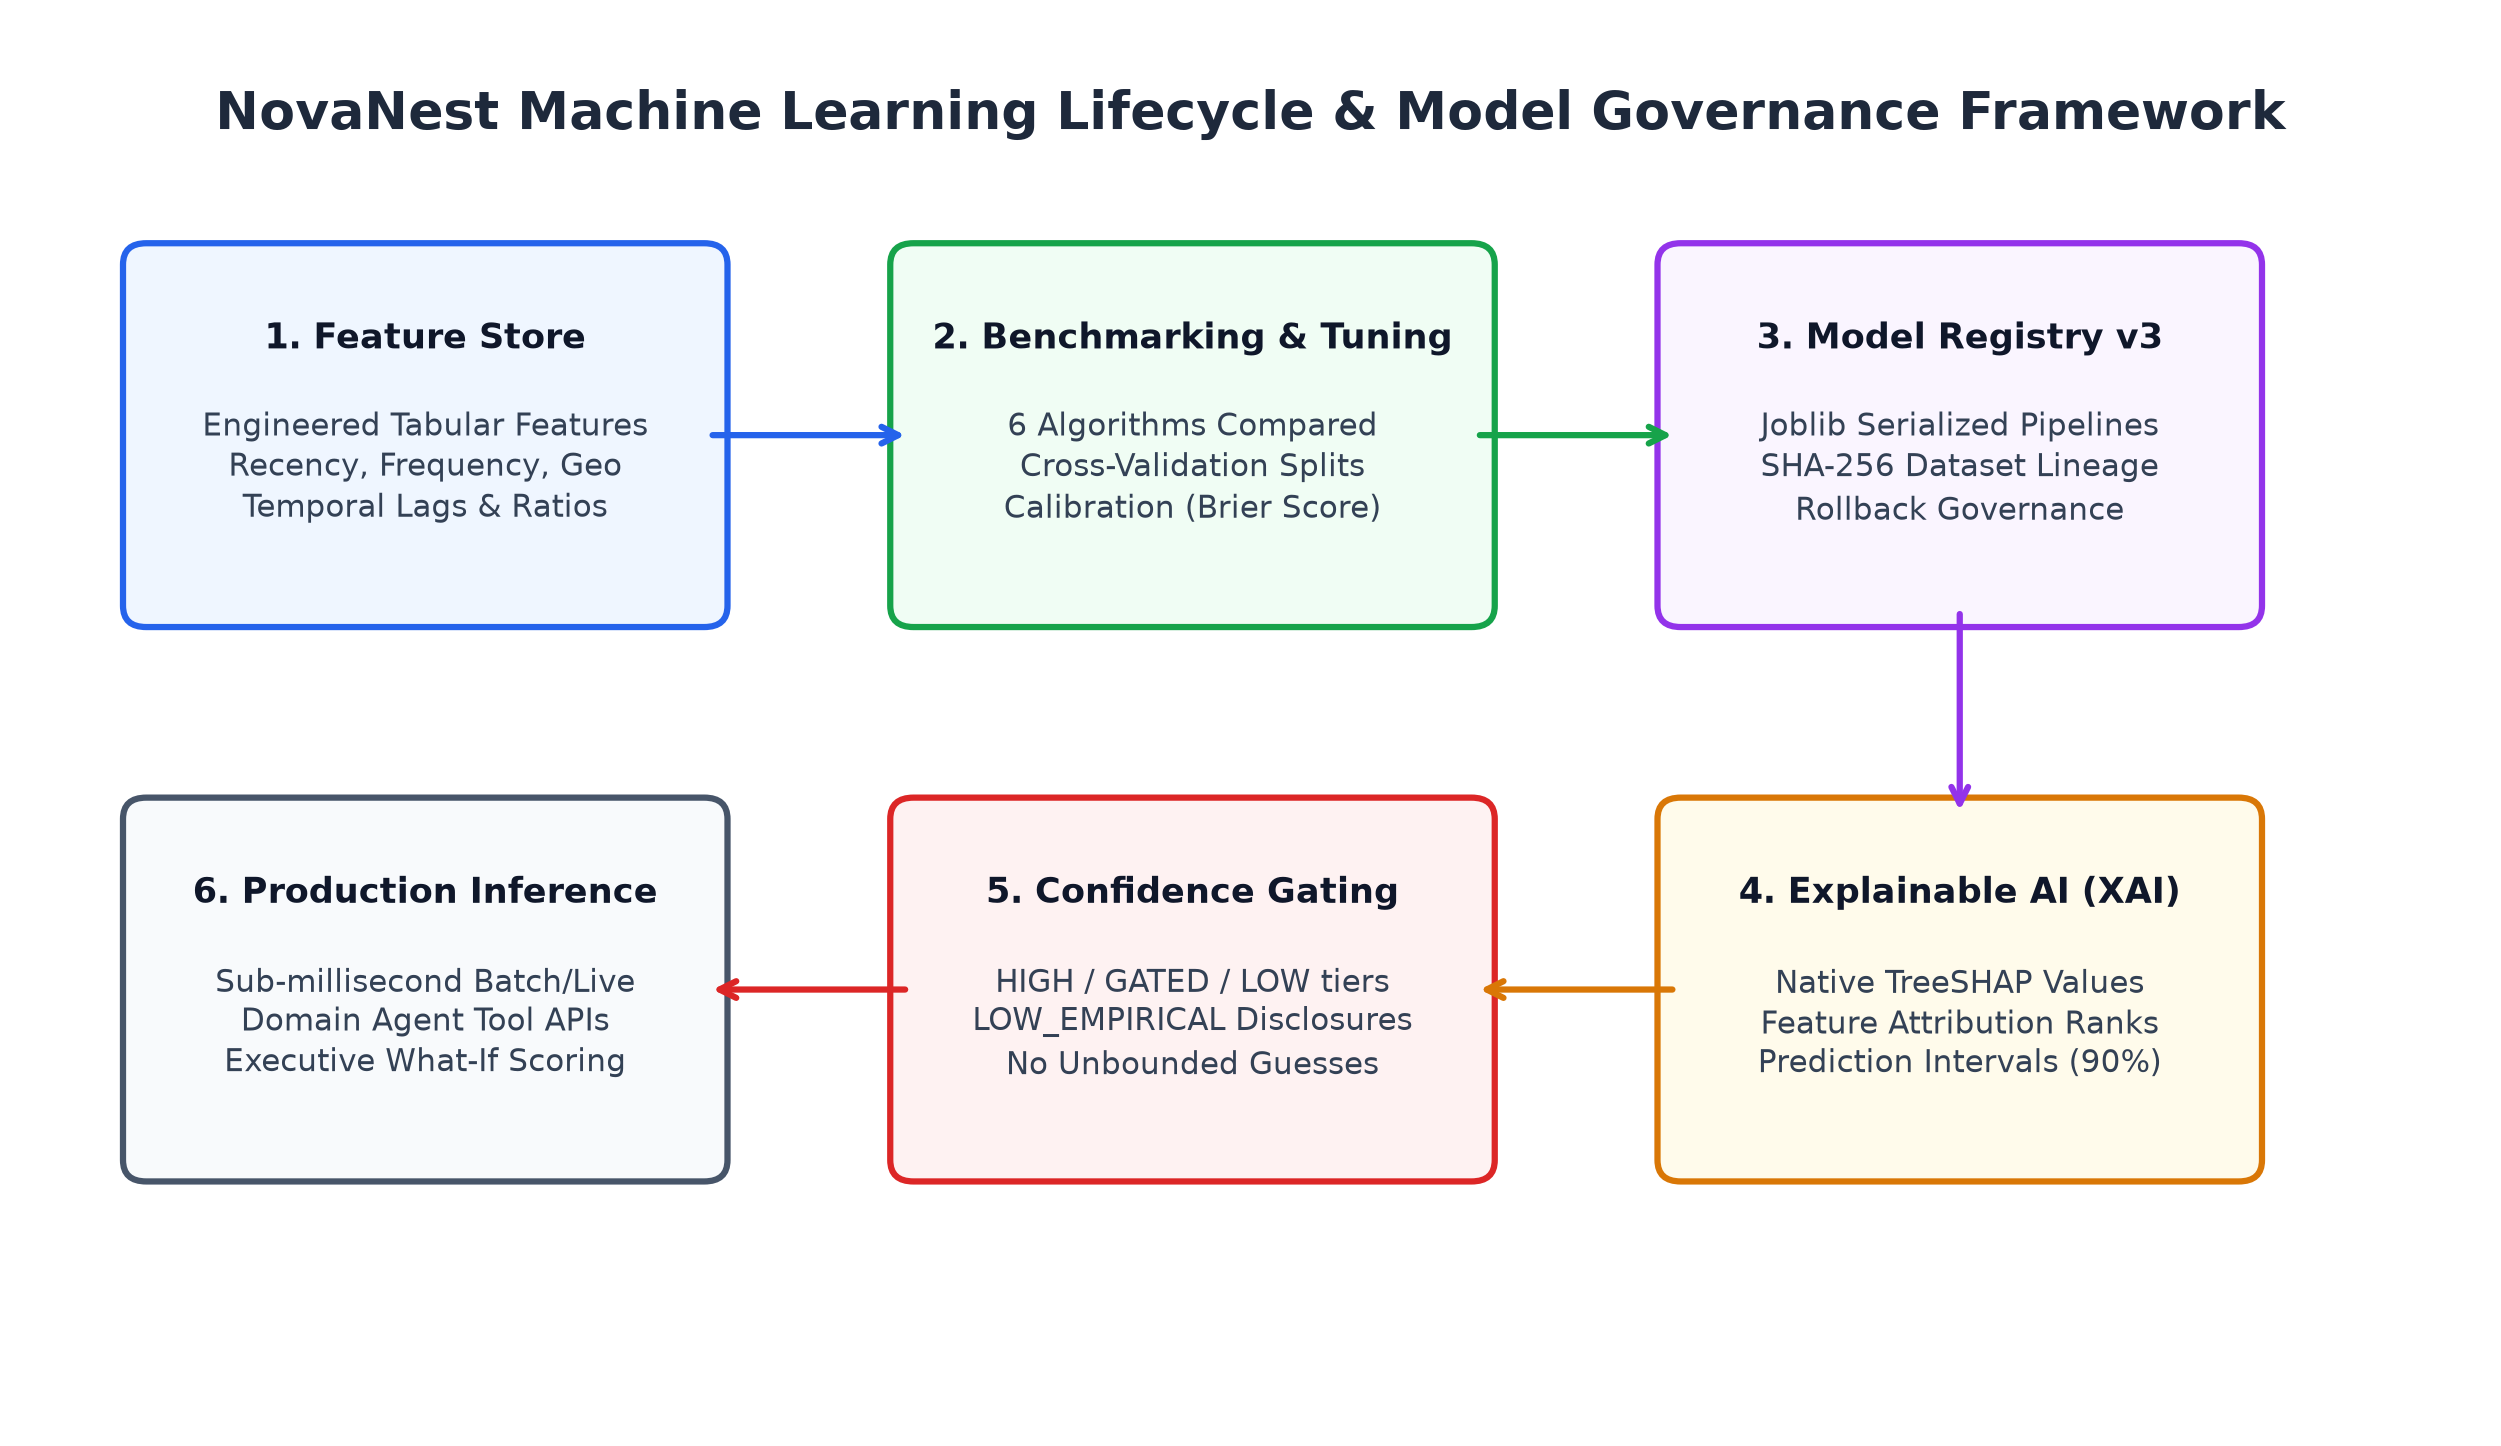 NovaNest Machine Learning Lifecycle & Model Governance Framework
1. Feature Store
Engineered Tabular Features
Recency, Frequency, Geo
Temporal Lags & Ratios
2. Benchmarking & Tuning
6 Algorithms Compared
Cross-Validation Splits
Calibration (Brier Score)
3. Model Registry v3
Joblib Serialized Pipelines
SHA-256 Dataset Lineage
Rollback Governance
4. Explainable AI (XAI)
Native TreeSHAP Values
Feature Attribution Ranks
Prediction Intervals (90%)
5. Confidence Gating
HIGH / GATED / LOW tiers
LOW_EMPIRICAL Disclosures
No Unbounded Guesses
6. Production Inference
Sub-millisecond Batch/Live
Domain Agent Tool APIs
Executive What-If Scoring